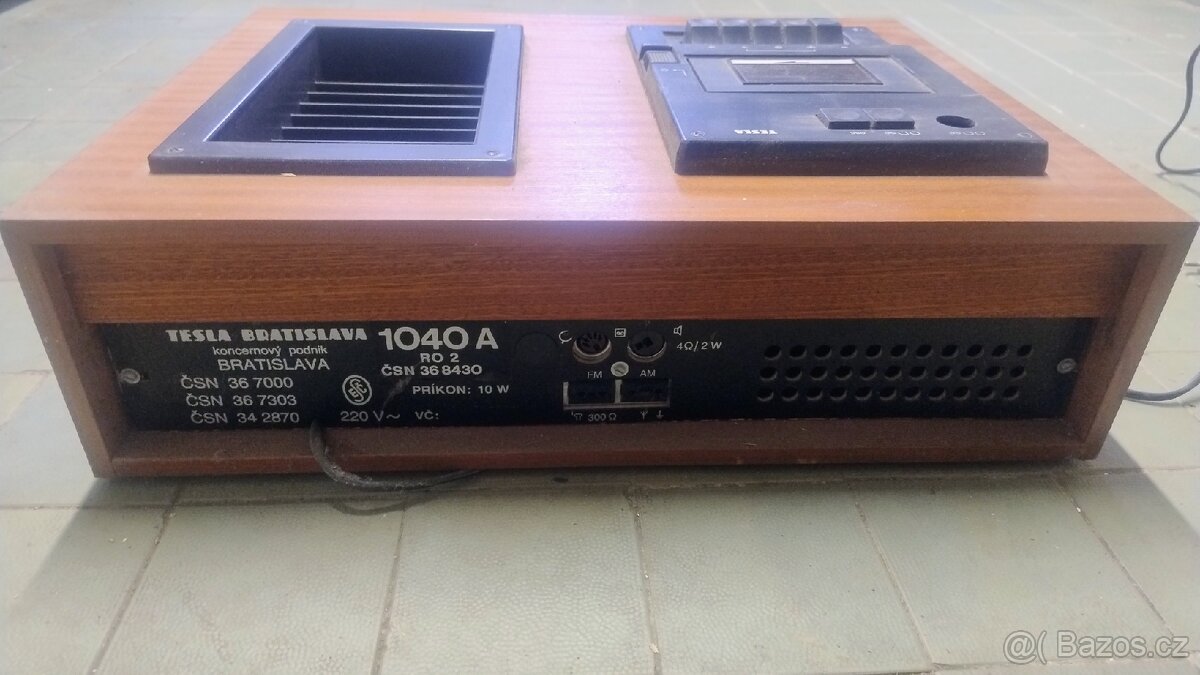 TESLA
TESLA BRATISLAVA
koncernový podnik
BRATISLAVA
ČSN 36 7000
ČSN 36 7303
ČSN 34 2870
1040 A
RO 2
ČSN 36 8430
PRÍKON: 10 W
220 V~ VČ:
4Ω/2W
FM AM
300 Ω
@( Bazos.cz